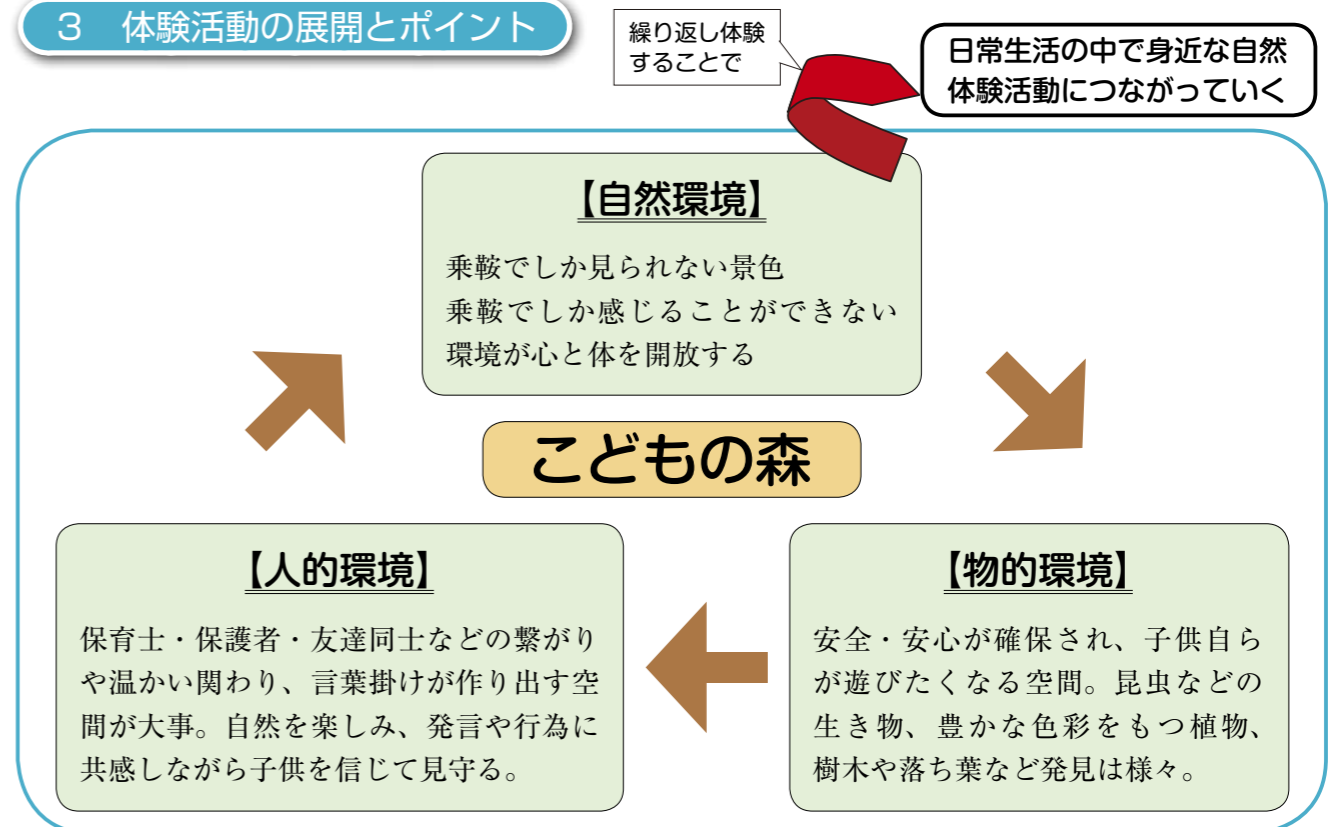 3 体験活動の展開とポイント
繰り返し体験
することで
日常生活の中で身近な自然
体験活動につながっていく
【自然環境】
乗鞍でしか見られない景色
乗鞍でしか感じることができない
環境が心と体を開放する
こどもの森
【人的環境】
保育士・保護者・友達同士などの繋がり
や温かい関わり、言葉掛けが作り出す空
間が大事。自然を楽しみ、発言や行為に
共感しながら子供を信じて見守る。
【物的環境】
安全・安心が確保され、子供自ら
が遊びたくなる空間。昆虫などの
生き物、豊かな色彩をもつ植物、
樹木や落ち葉など発見は様々。